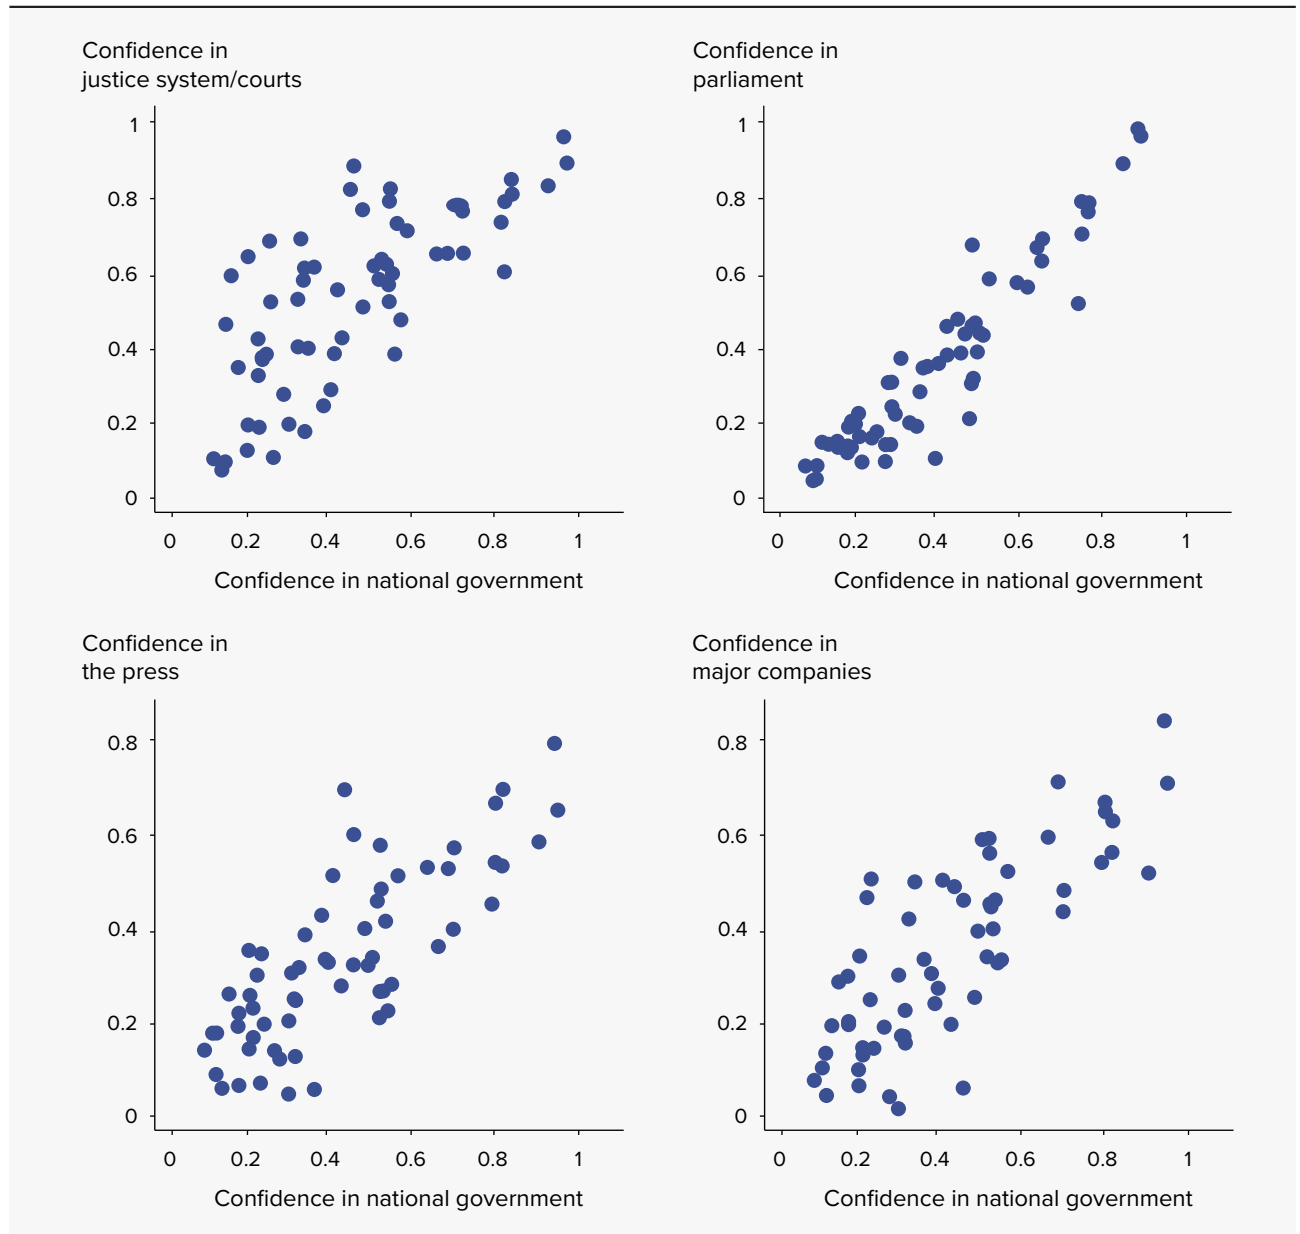 Confidence in
justice system/courts
1
0.8
0.6
0.4
0.2
0
0 0.2 0.4 0.6 0.8 1
Confidence in national government
Confidence in
parliament
1
0.8
0.6
0.4
0.2
0
0 0.2 0.4 0.6 0.8 1
Confidence in national government
Confidence in
the press
0.8
0.6
0.4
0.2
0
0 0.2 0.4 0.6 0.8 1
Confidence in national government
Confidence in
major companies
0.8
0.6
0.4
0.2
0
0 0.2 0.4 0.6 0.8 1
Confidence in national government